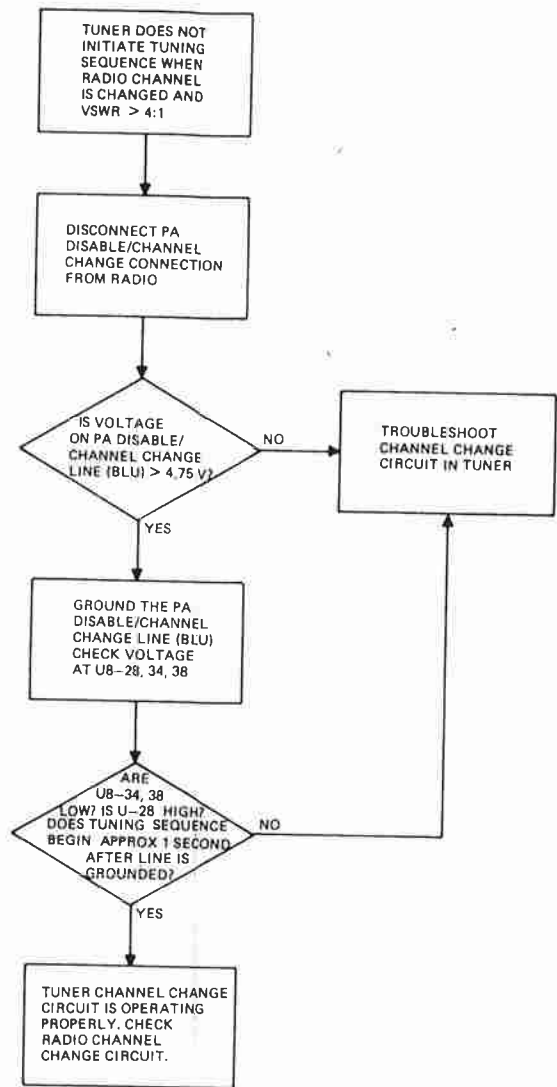 TUNER DOES NOT
INITIATE TUNING
SEQUENCE WHEN
RADIO CHANNEL
IS CHANGED AND
VSWR > 4:1
DISCONNECT PA
DISABLE/CHANNEL
CHANGE CONNECTION
FROM RADIO
IS VOLTAGE
ON PA DISABLE/
CHANNEL CHANGE
LINE (BLU) > 4.75 V?
NO
TROUBLESHOOT
CHANNEL CHANGE
CIRCUIT IN TUNER
YES
GROUND THE PA
DISABLE/CHANNEL
CHANGE LINE (BLU)
CHECK VOLTAGE
AT U8-28, 34, 38
ARE
U8-34, 38
LOW? IS U-28 HIGH?
DOES TUNING SEQUENCE
BEGIN APPROX 1 SECOND
AFTER LINE IS
GROUNDED?
NO
YES
TUNER CHANNEL CHANGE
CIRCUIT IS OPERATING
PROPERLY. CHECK
RADIO CHANNEL
CHANGE CIRCUIT.